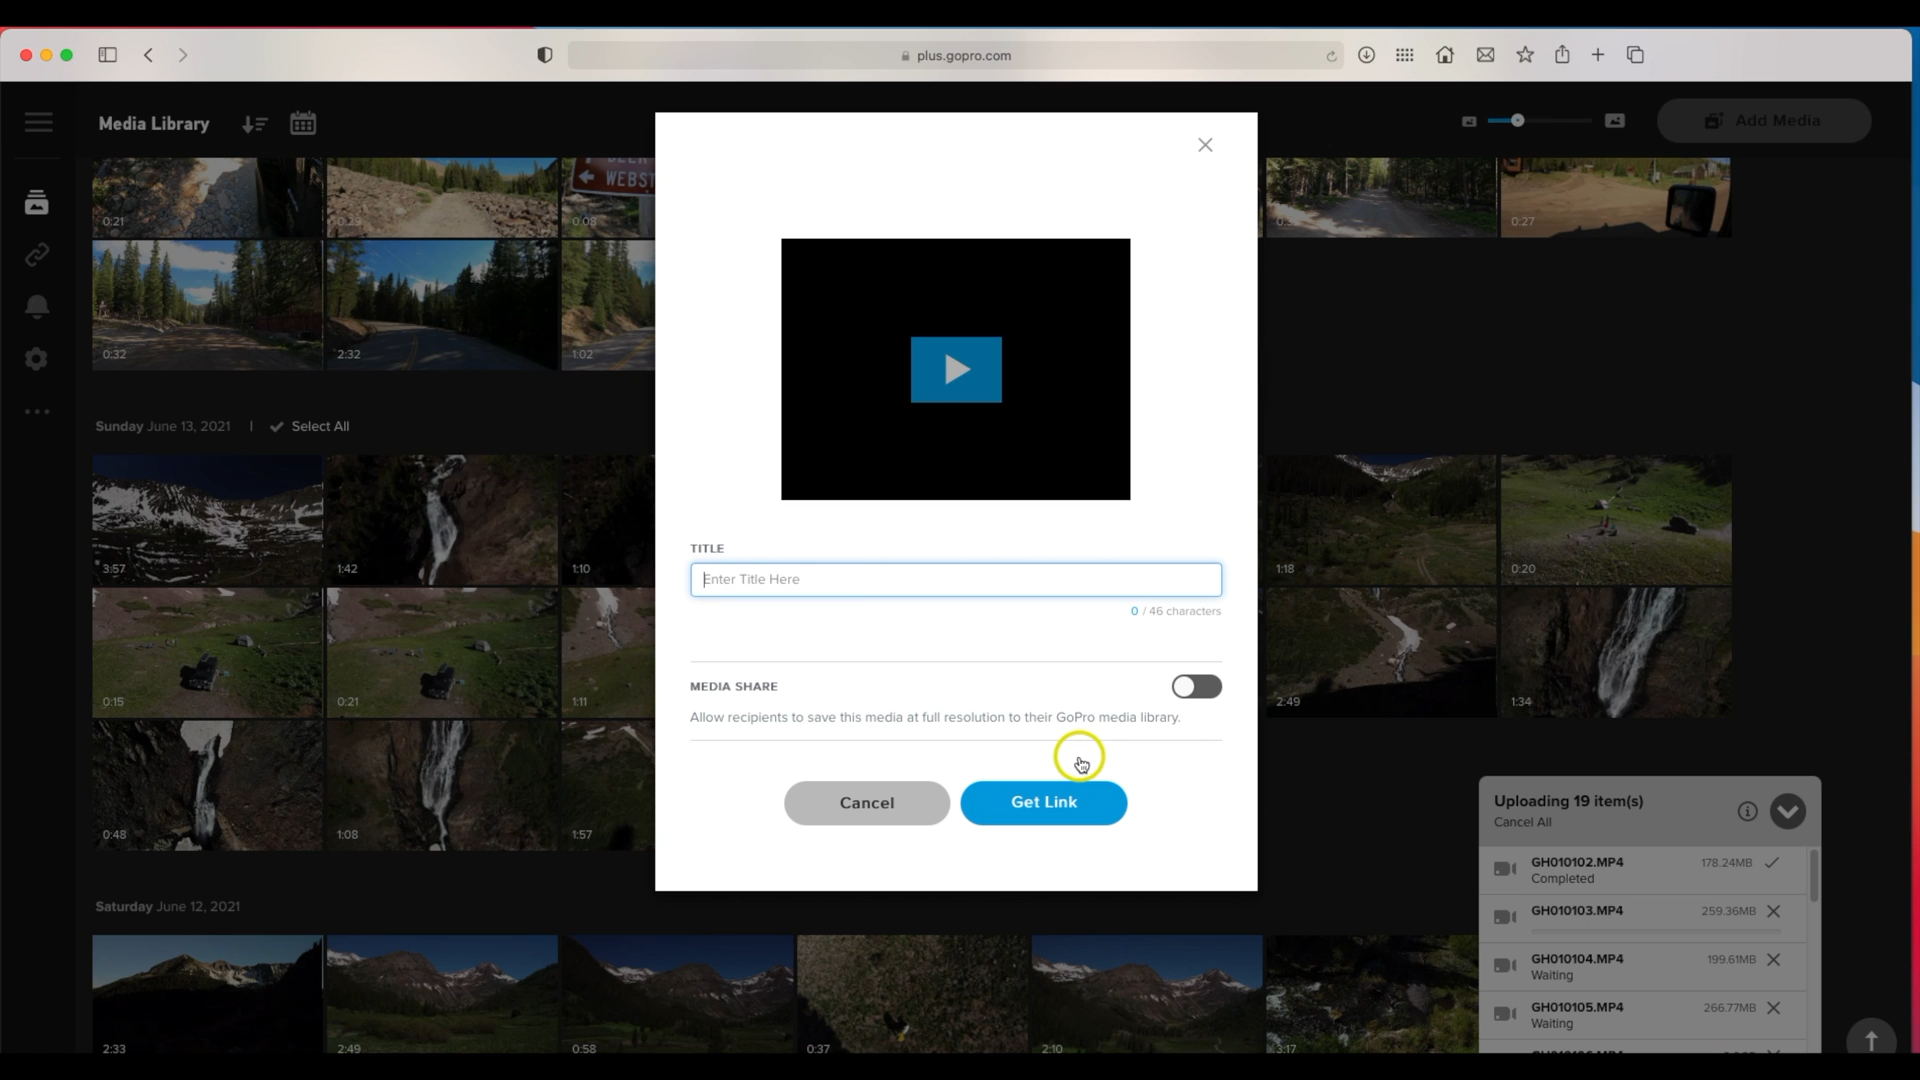 plus.gopro.com
Media Library
Add Media
WEBST
0:21
0:29
0:08
0:27
0:32
2:32
1:02
Sunday June 13, 2021 | Select All
3:57
1:42
1:10
1:18
0:20
0:15
0:21
1:11
2:49
1:34
0:48
1:08
1:57
TITLE
Enter Title Here
0 / 46 characters
MEDIA SHARE
Allow recipients to save this media at full resolution to their GoPro media library.
Cancel
Get Link
Uploading 19 item(s)
Cancel All
GH010102.MP4 178.24MB
Completed
GH010103.MP4 259.36MB
GH010104.MP4 199.61MB
Waiting
GH010105.MP4 266.77MB
Waiting
Saturday June 12, 2021
2:33
2:49
0:58
0:37
2:10
3:17